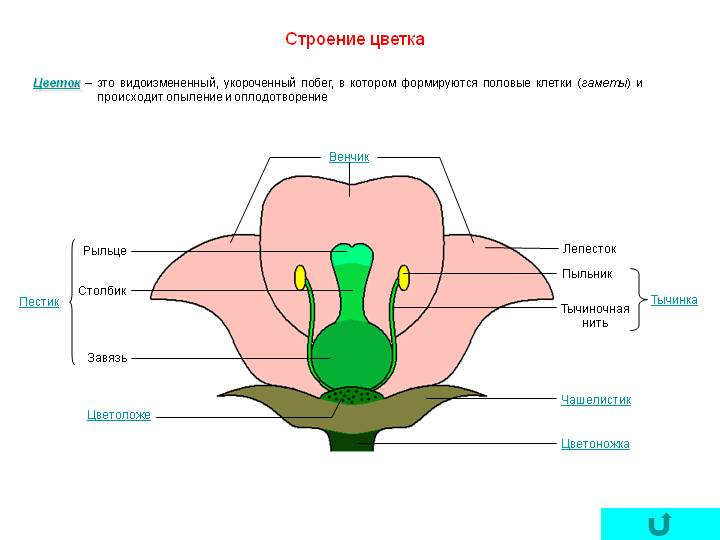 Строение цветка
Цветок – это видоизмененный, укороченный побег, в котором формируются половые клетки (гаметы) и
происходит опыление и оплодотворение
Венчик
Рыльце
Лепесток
Пыльник
Столбик
Пестик
Тычинка
Тычиночная
нить
Завязь
Чашелистик
Цветоложе
Цветоножка